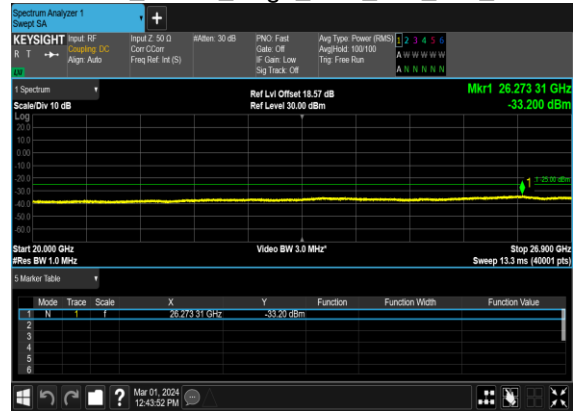 Spectrum Analyzer 1
Swept SA
+
KEYSIGHT Input: RF Input Z: 50 Ω #Atten: 30 dB PNO: Fast Avg Type: Power (RMS) 1 2 3 4 5 6
R T Coupling: DC Corr CCorr Gate: Off Avg|Hold: 100/100 A W W W W W
Align: Auto Freq Ref: Int (S) IF Gain: Low Trig: Free Run
Sig Track: Off A N N N N N
LW
1 Spectrum Ref Lvl Offset 18.57 dB Mkr1 26.273 31 GHz
Scale/Div 10 dB Ref Level 30.00 dBm -33.200 dBm
Log
20.0
10.0
0.00
-10.0
-20.0
1 -25.00 dBm
-30.0
-40.0
-50.0
-60.0
Start 20.000 GHz Video BW 3.0 MHz* Stop 26.900 GHz
#Res BW 1.0 MHz Sweep 13.3 ms (40001 pts)
5 Marker Table
Mode Trace Scale X Y Function Function Width Function Value
1 N 1 f 26.273 31 GHz -33.20 dBm
2
3
4
5
6
? Mar 01, 2024
12:43:52 PM